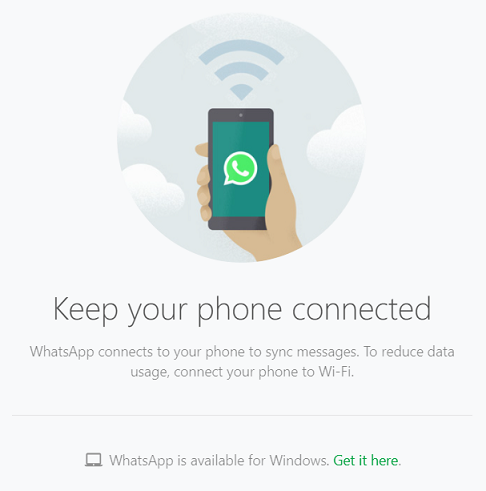 Keep your phone connected
WhatsApp connects to your phone to sync messages. To reduce data
usage, connect your phone to Wi-Fi.
WhatsApp is available for Windows. Get it here.